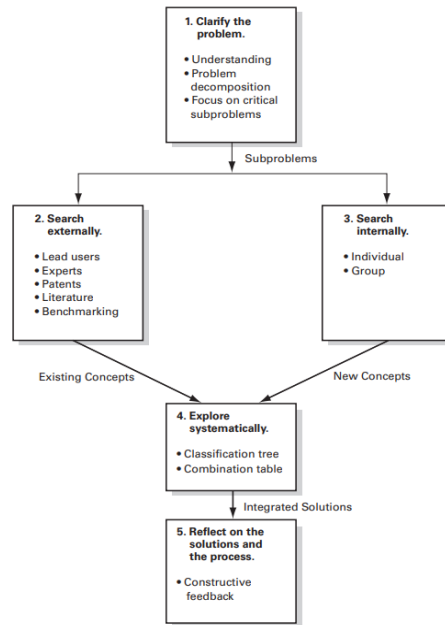 1. Clarify the
problem.
• Understanding
• Problem
decomposition
• Focus on critical
subproblems
Subproblems
2. Search
externally.
• Lead users
• Experts
• Patents
• Literature
• Benchmarking
3. Search
internally.
• Individual
• Group
Existing Concepts
New Concepts
4. Explore
systematically.
• Classification tree
• Combination table
Integrated Solutions
5. Reflect on the
solutions and
the process.
• Constructive
feedback